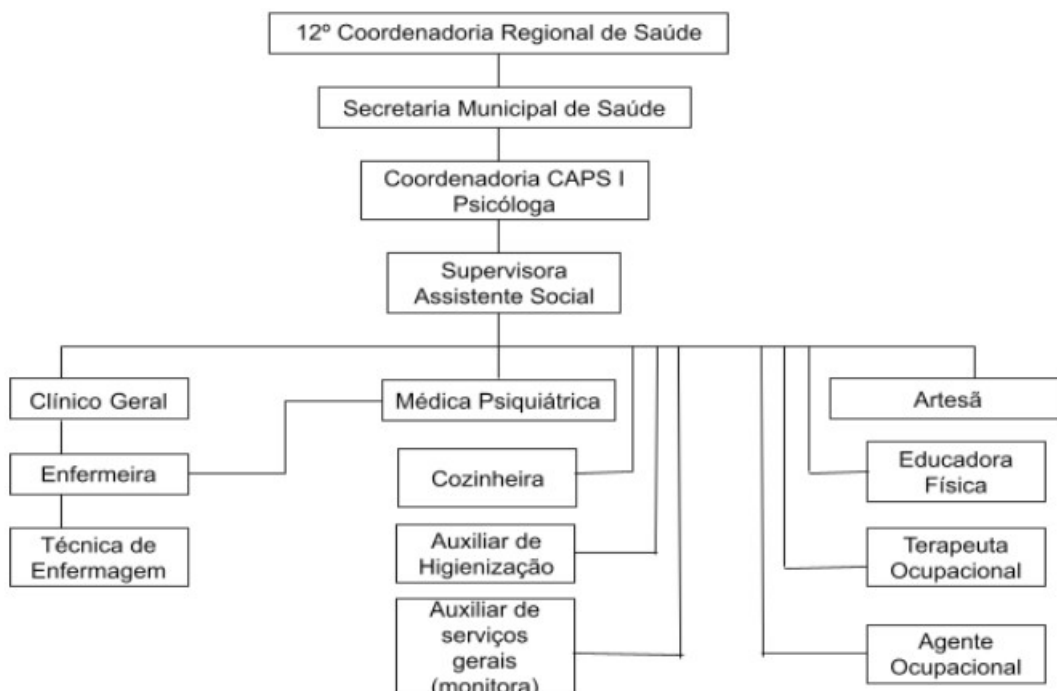 12º Coordenadoria Regional de Saúde
Secretaria Municipal de Saúde
Coordenadoria CAPS I
Psicóloga
Supervisora
Assistente Social
Clínico Geral
Médica Psiquiátrica
Artesã
Enfermeira
Cozinheira
Educadora
Física
Técnica de
Enfermagem
Auxiliar de
Higienização
Terapeuta
Ocupacional
Auxiliar de
serviços
gerais
(monitora)
Agente
Ocupacional